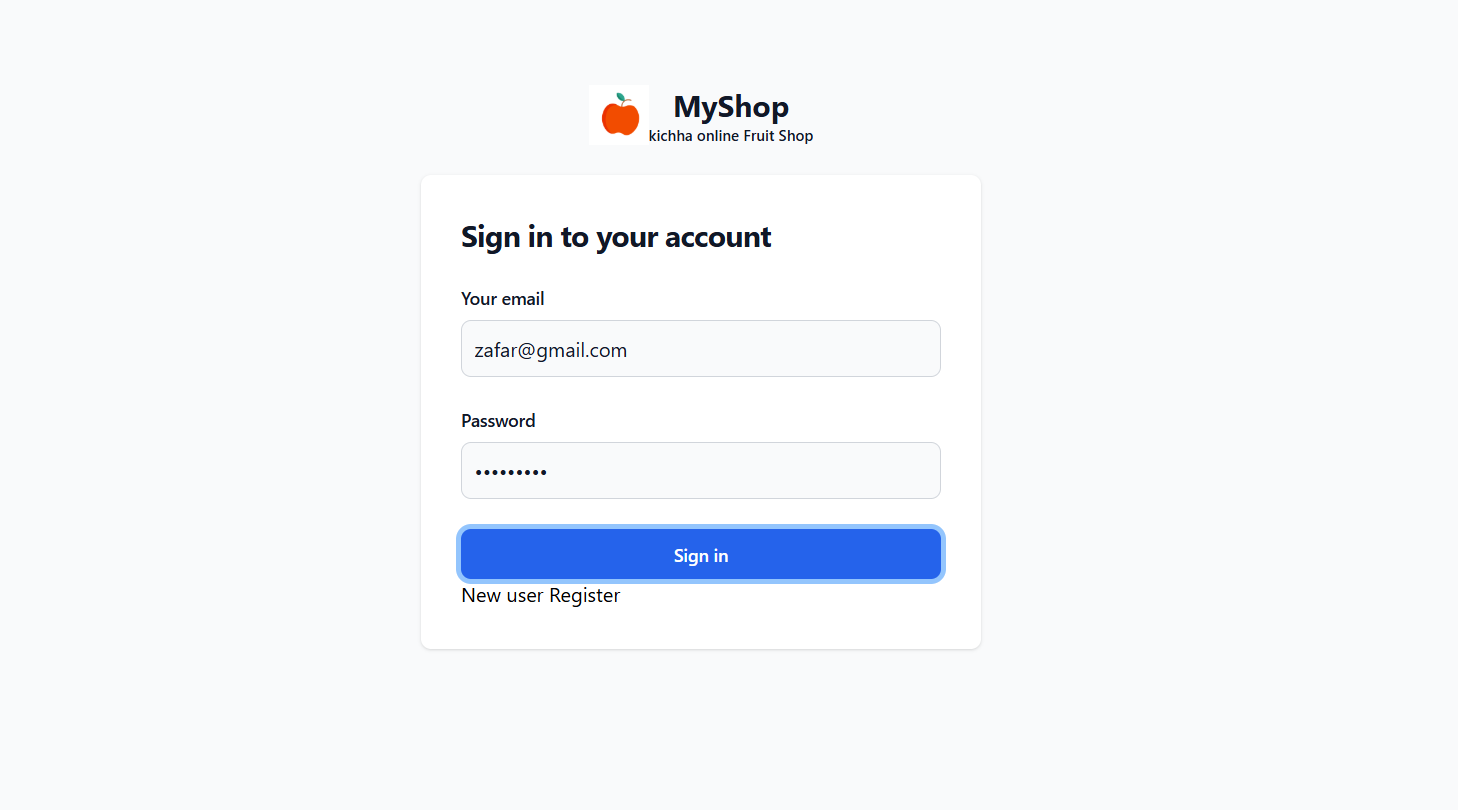 MyShop
kichha online Fruit Shop
Sign in to your account
Your email
zafar@gmail.com
Password
•••••••••
Sign in
New user Register